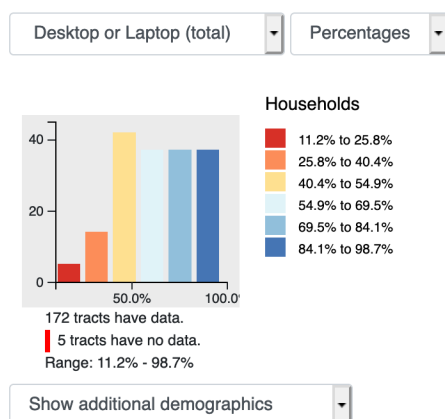 Desktop or Laptop (total)
Percentages
Households
40
20
0
50.0%
100.0
11.2% to 25.8%
25.8% to 40.4%
40.4% to 54.9%
54.9% to 69.5%
69.5% to 84.1%
84.1% to 98.7%
172 tracts have data.
5 tracts have no data.
Range: 11.2% - 98.7%
Show additional demographics